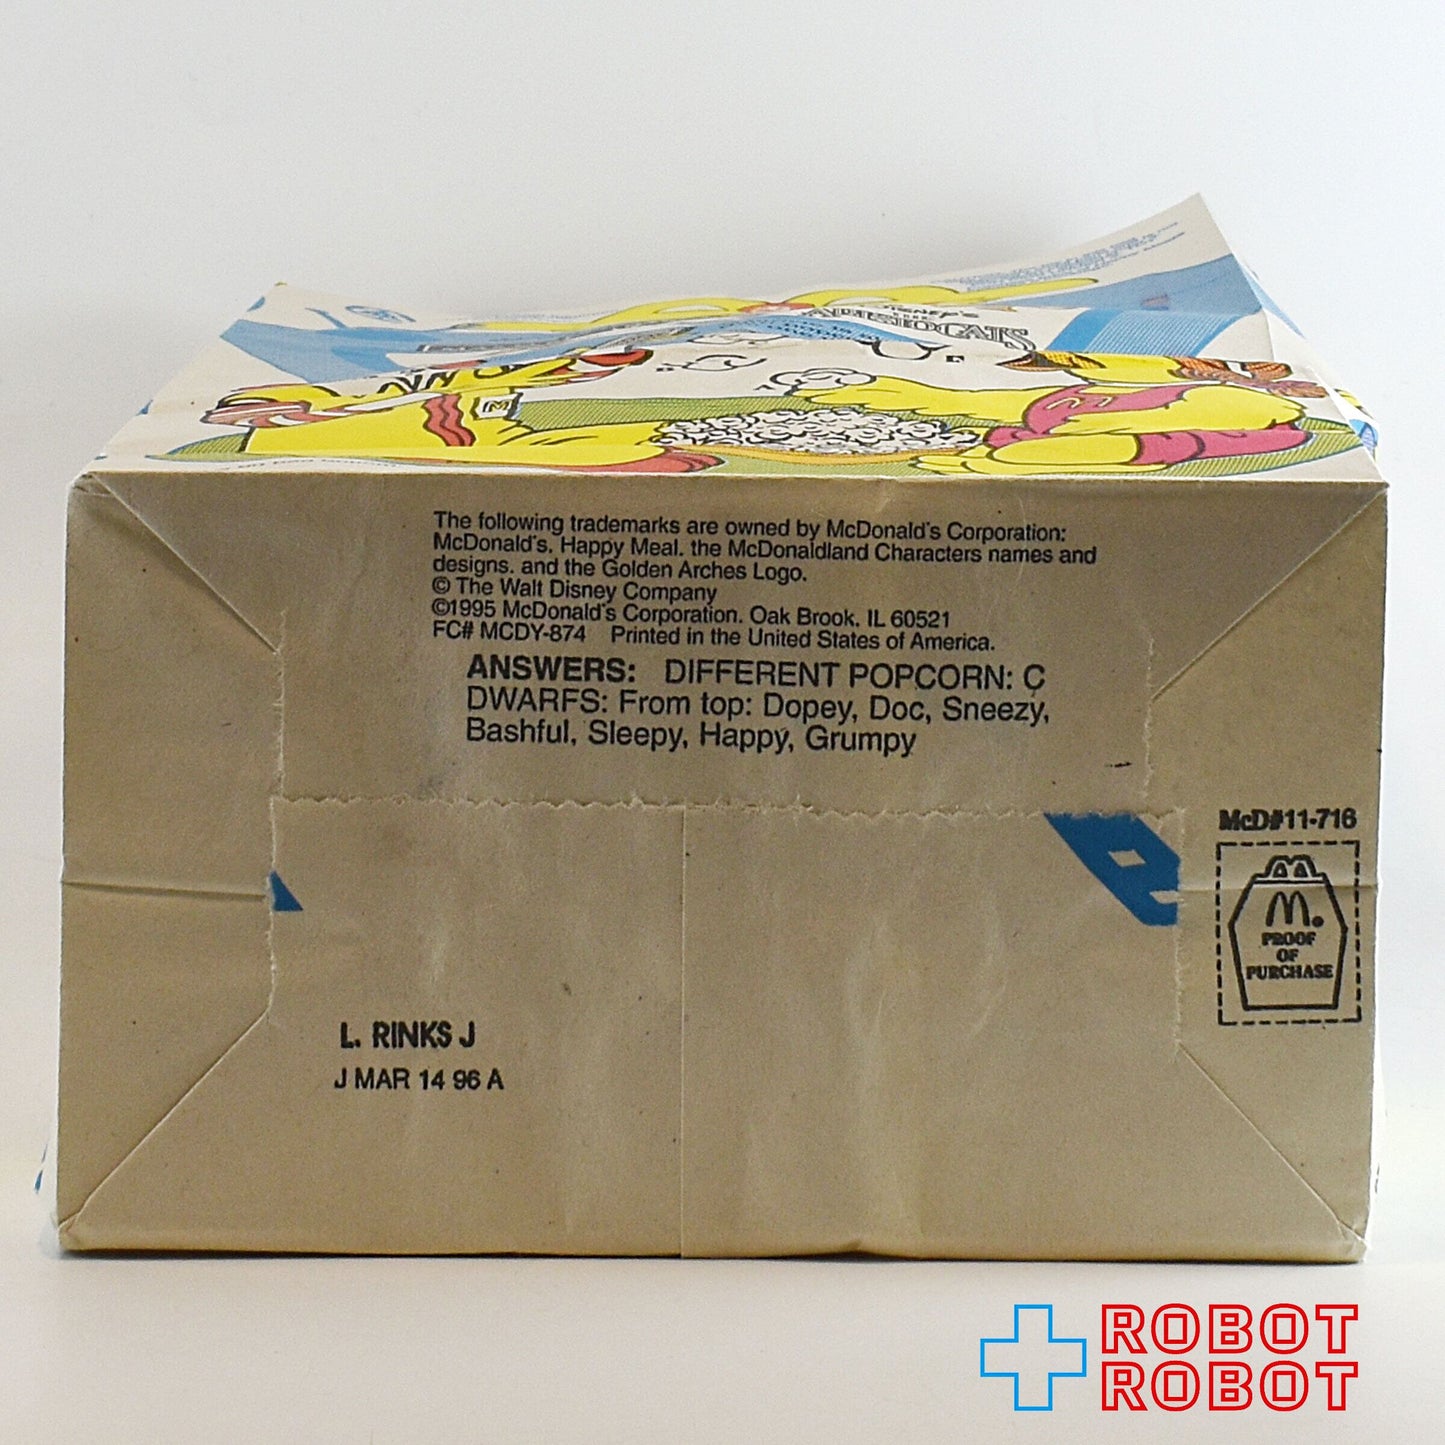 DISNEY'S
THE
ARISTOCATS
The following trademarks are owned by McDonald's Corporation:
McDonald's, Happy Meal, the McDonaldland Characters names and
designs, and the Golden Arches Logo.
© The Walt Disney Company
©1995 McDonald's Corporation. Oak Brook, IL 60521
FC# MCDY-874 Printed in the United States of America.
ANSWERS: DIFFERENT POPCORN: C
DWARFS: From top: Dopey, Doc, Sneezy,
Bashful, Sleepy, Happy, Grumpy
McD#11-716
M
PROOF
OF
PURCHASE
L. RINKS J
J MAR 14 96 A
ROBOT
ROBOT